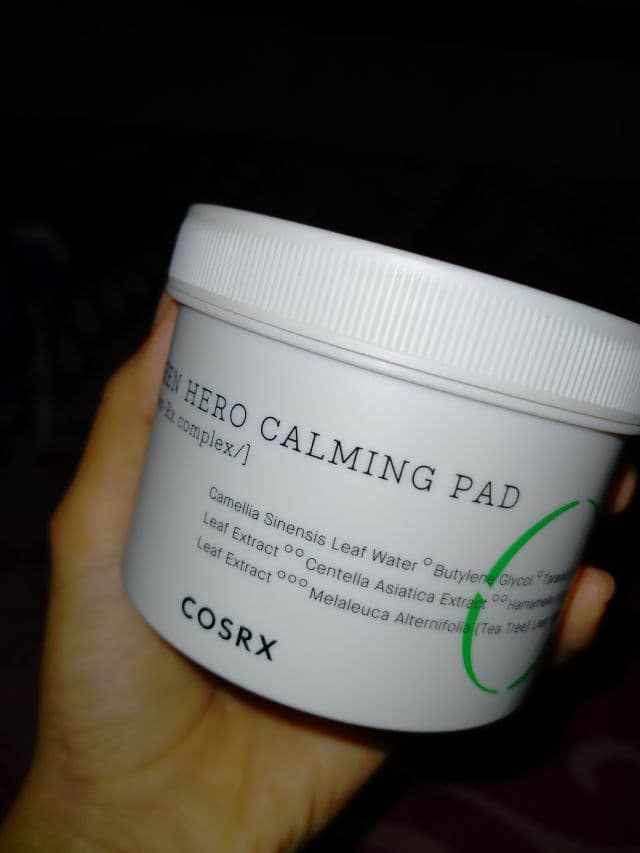 HERO CALMING PAD
Rx complex/]
Camellia Sinensis Leaf Water °Butylene Glycol
Leaf Extract °° Centella Asiatica Extract °°
Leaf Extract °°° Melaleuca Alternifolia (Tea Tree)
COSRX